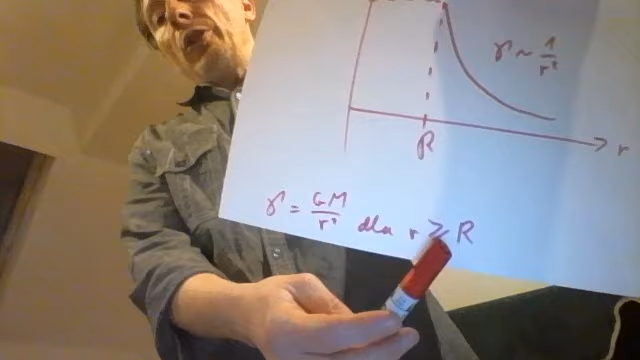 γ ~ 1/r²
R
r
γ = GM/r² dla r ≥ R